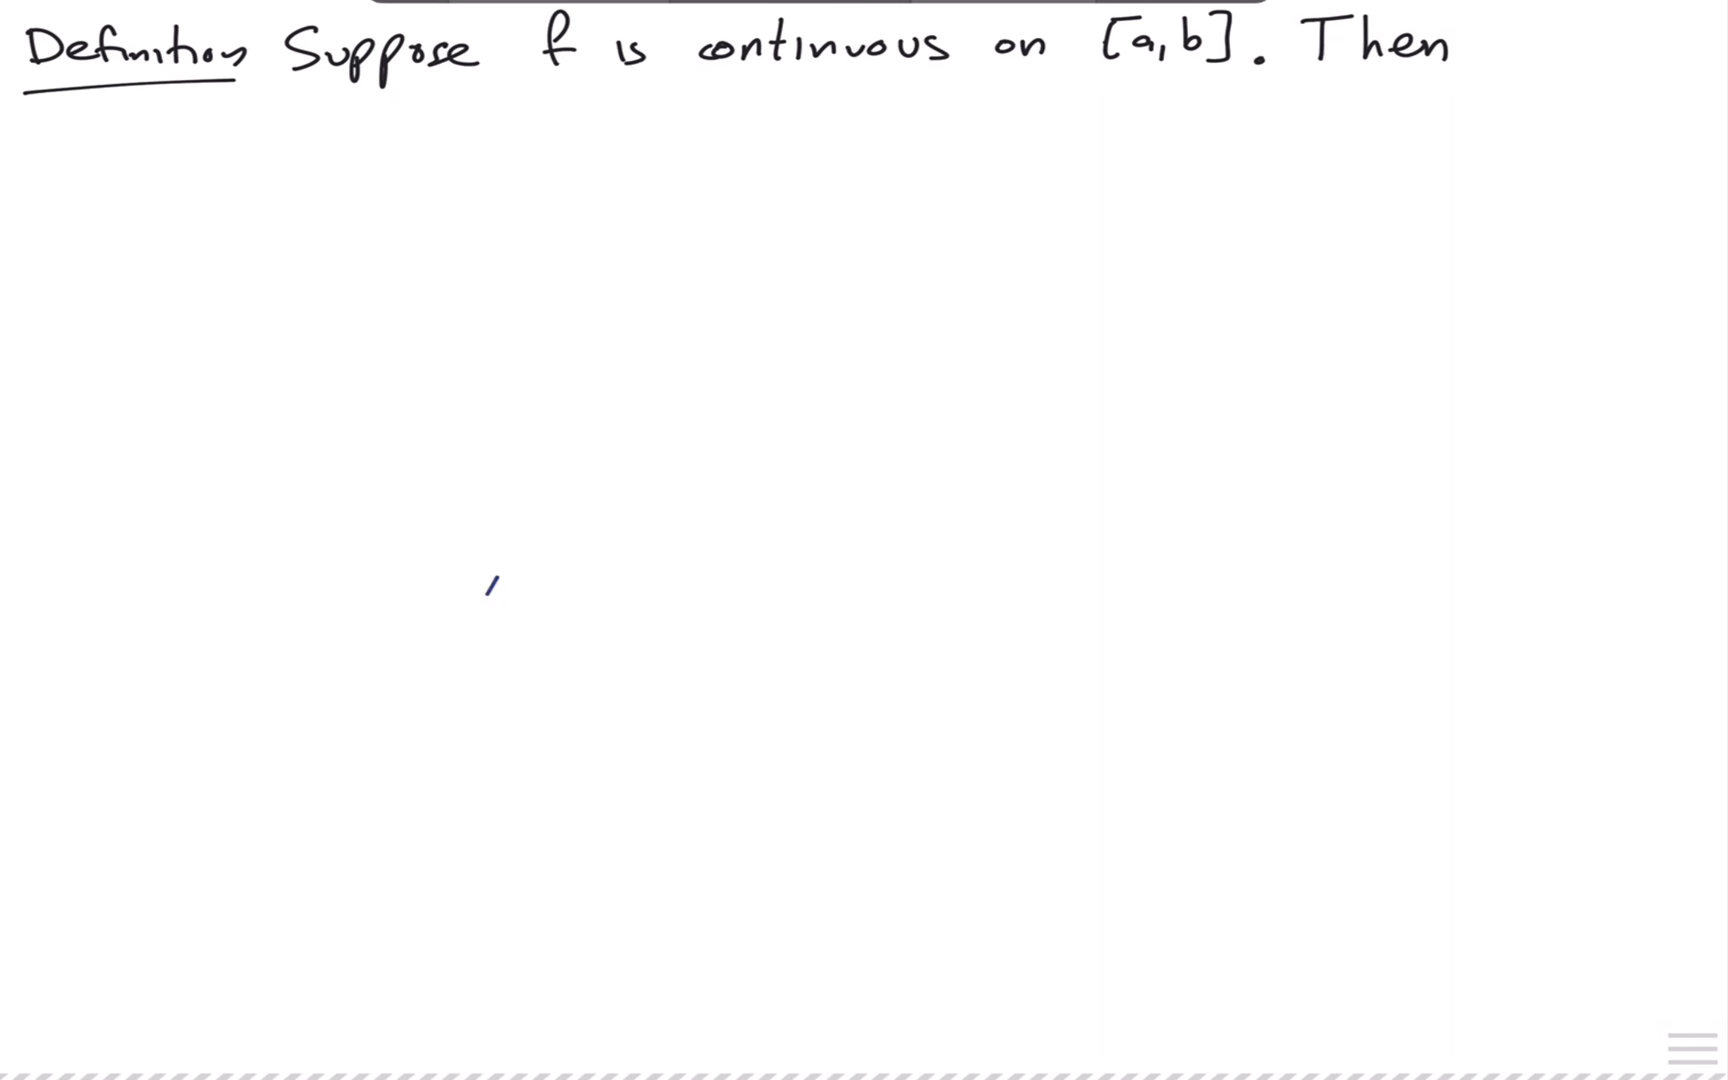 Definition Suppose f is continuous on [a,b]. Then